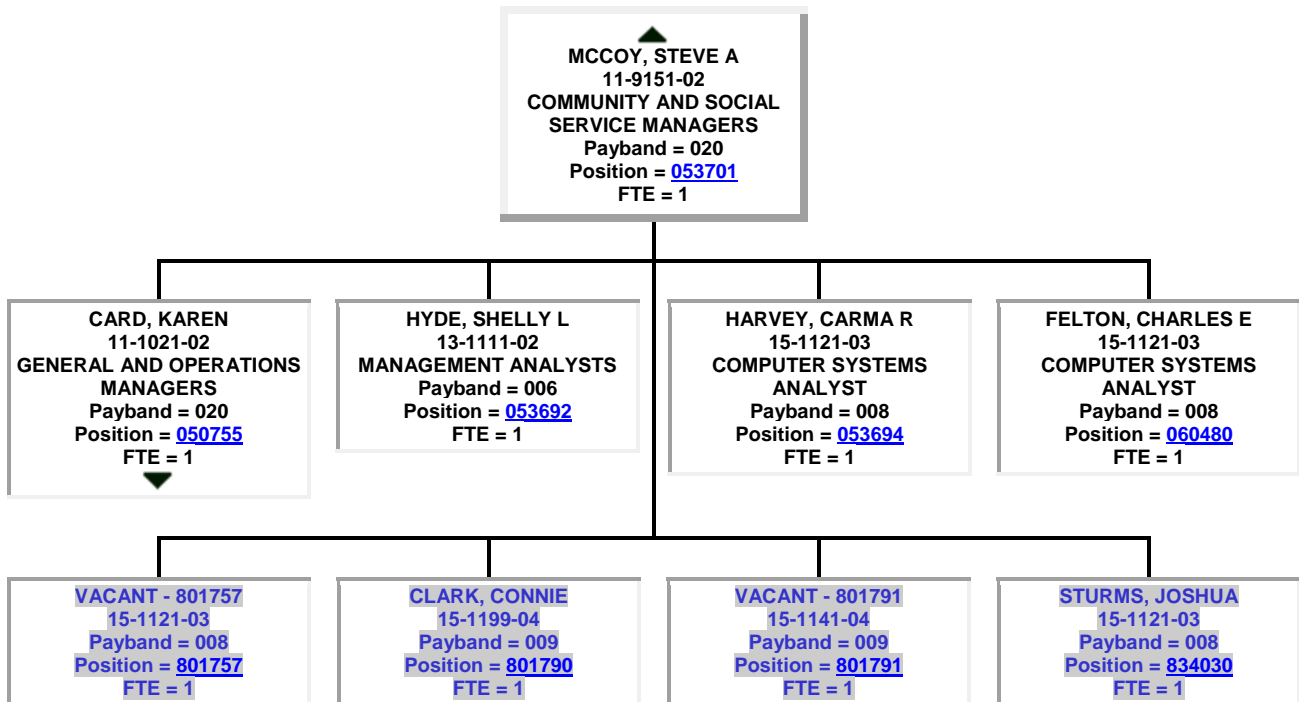 MCCOY, STEVE A
11-9151-02
COMMUNITY AND SOCIAL
SERVICE MANAGERS
Payband = 020
Position = 053701
FTE = 1
CARD, KAREN
11-1021-02
GENERAL AND OPERATIONS
MANAGERS
Payband = 020
Position = 050755
FTE = 1
HYDE, SHELLY L
13-1111-02
MANAGEMENT ANALYSTS
Payband = 006
Position = 053692
FTE = 1
HARVEY, CARMA R
15-1121-03
COMPUTER SYSTEMS
ANALYST
Payband = 008
Position = 053694
FTE = 1
FELTON, CHARLES E
15-1121-03
COMPUTER SYSTEMS
ANALYST
Payband = 008
Position = 060480
FTE = 1
VACANT - 801757
15-1121-03
Payband = 008
Position = 801757
FTE = 1
CLARK, CONNIE
15-1199-04
Payband = 009
Position = 801790
FTE = 1
VACANT - 801791
15-1141-04
Payband = 009
Position = 801791
FTE = 1
STURMS, JOSHUA
15-1121-03
Payband = 008
Position = 834030
FTE = 1